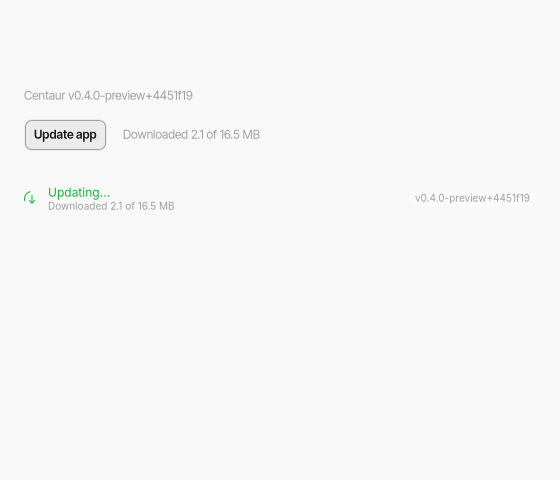 Centaur v0.4.0-preview+4451f19
Update app
Downloaded 2.1 of 16.5 MB
Updating...
Downloaded 2.1 of 16.5 MB
v0.4.0-preview+4451f19